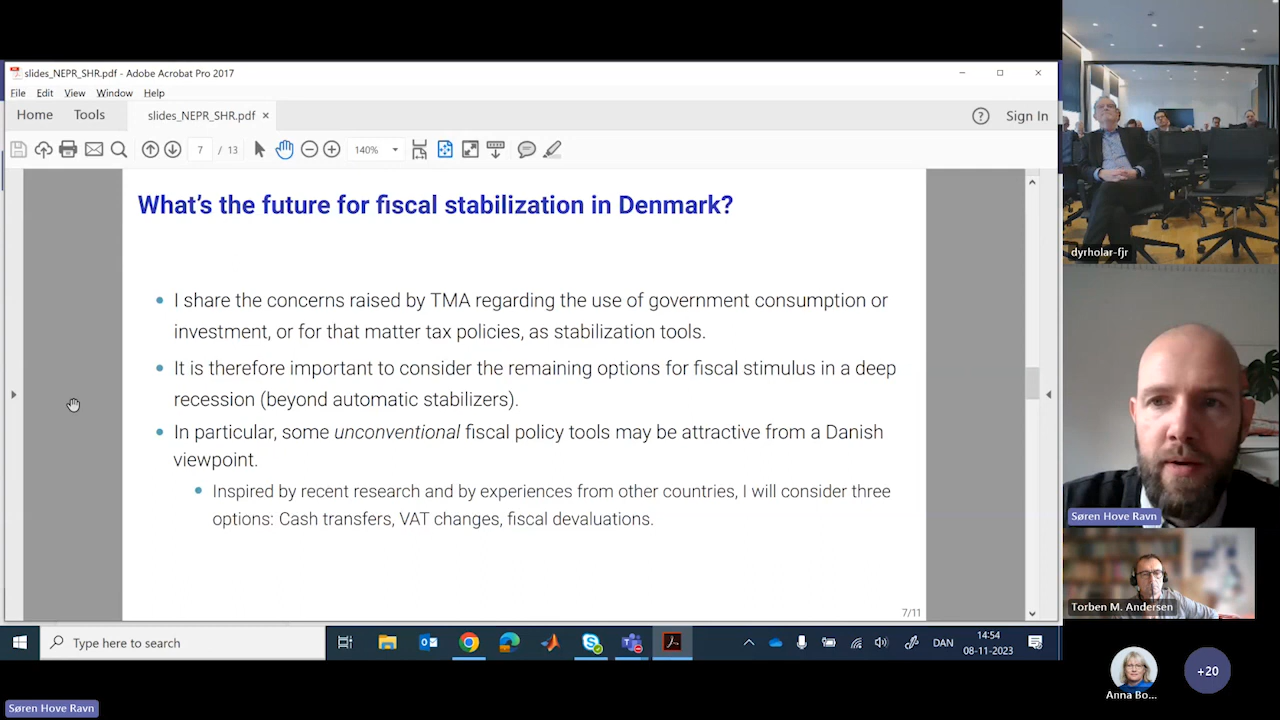 slides_NEPR_SHR.pdf - Adobe Acrobat Pro 2017
File Edit View Window Help
Home Tools slides_NEPR_SHR.pdf × Sign In
7 / 13 140%
What's the future for fiscal stabilization in Denmark?
• I share the concerns raised by TMA regarding the use of government consumption or
investment, or for that matter tax policies, as stabilization tools.
• It is therefore important to consider the remaining options for fiscal stimulus in a deep
recession (beyond automatic stabilizers).
• In particular, some unconventional fiscal policy tools may be attractive from a Danish
viewpoint.
• Inspired by recent research and by experiences from other countries, I will consider three
options: Cash transfers, VAT changes, fiscal devaluations.
7/11
Type here to search
DAN
14:54
08-11-2023
dyrholar-fjr
Søren Hove Ravn
Torben M. Andersen
Anna Bo...
+20
Søren Hove Ravn